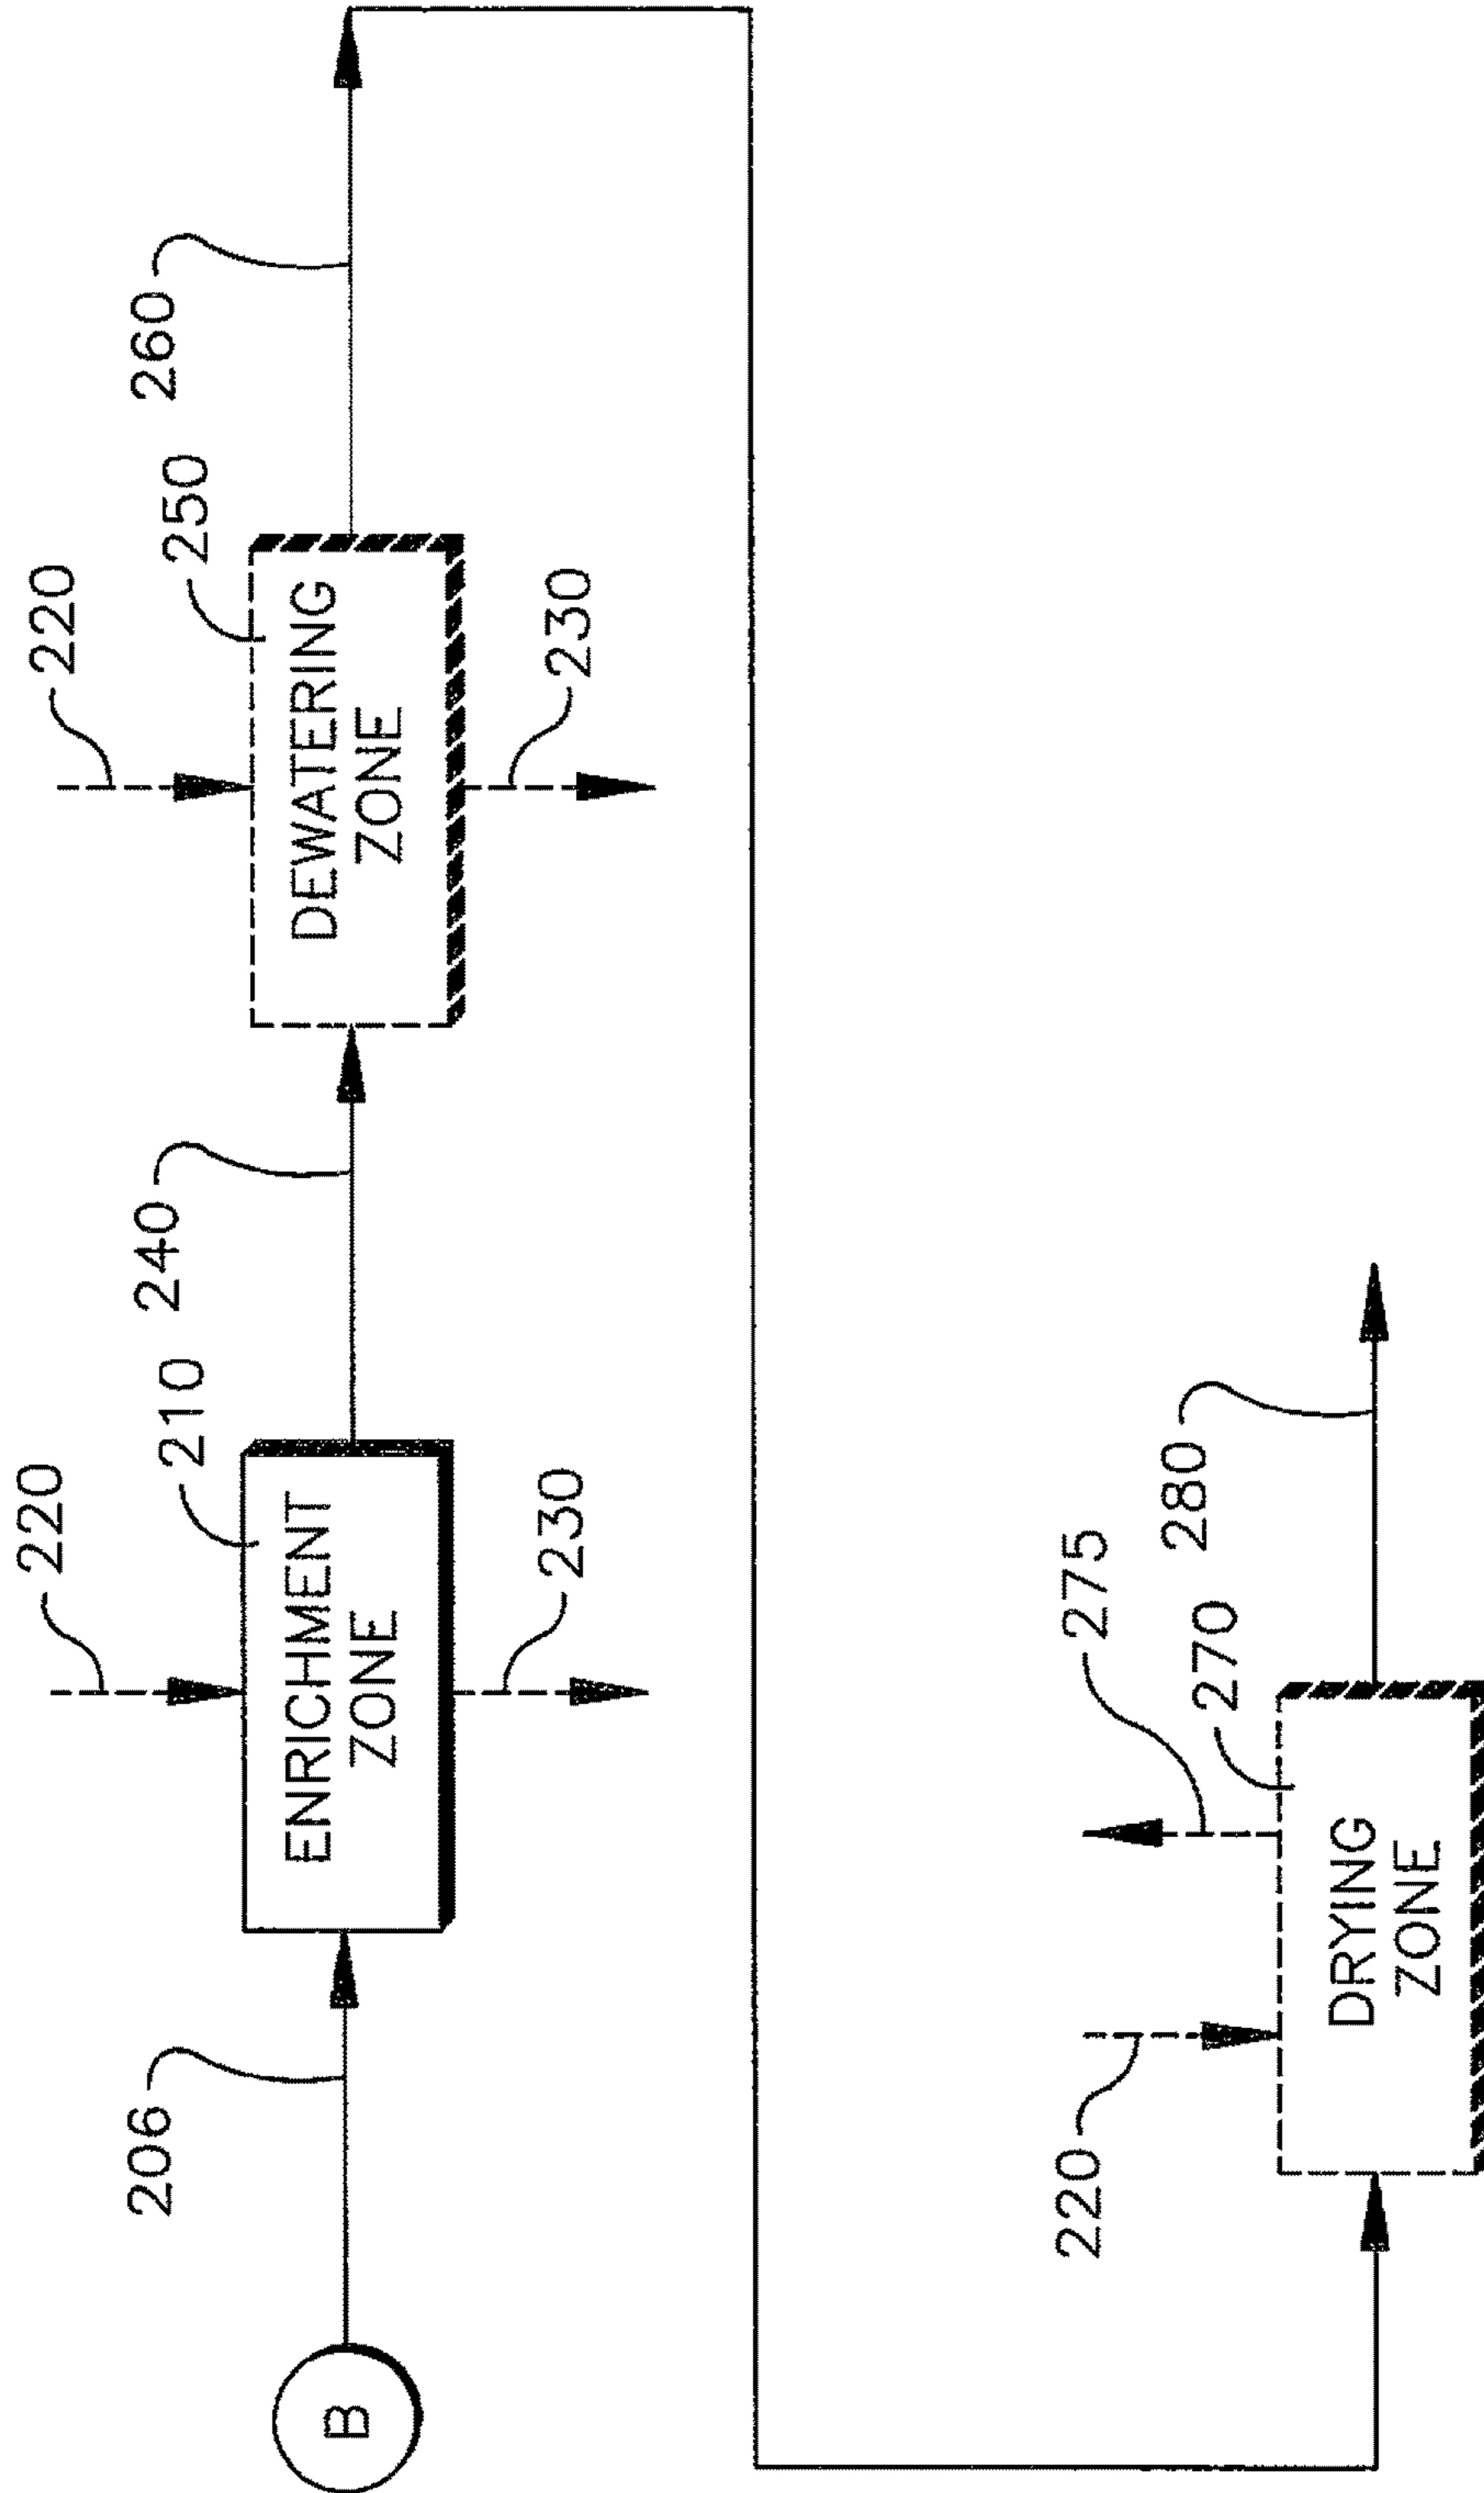 220
220
210
240
250
260
206
B
ENRICHMENT
ZONE
DEWATERING
ZONE
230
230
220
275
270
280
DRYING
ZONE